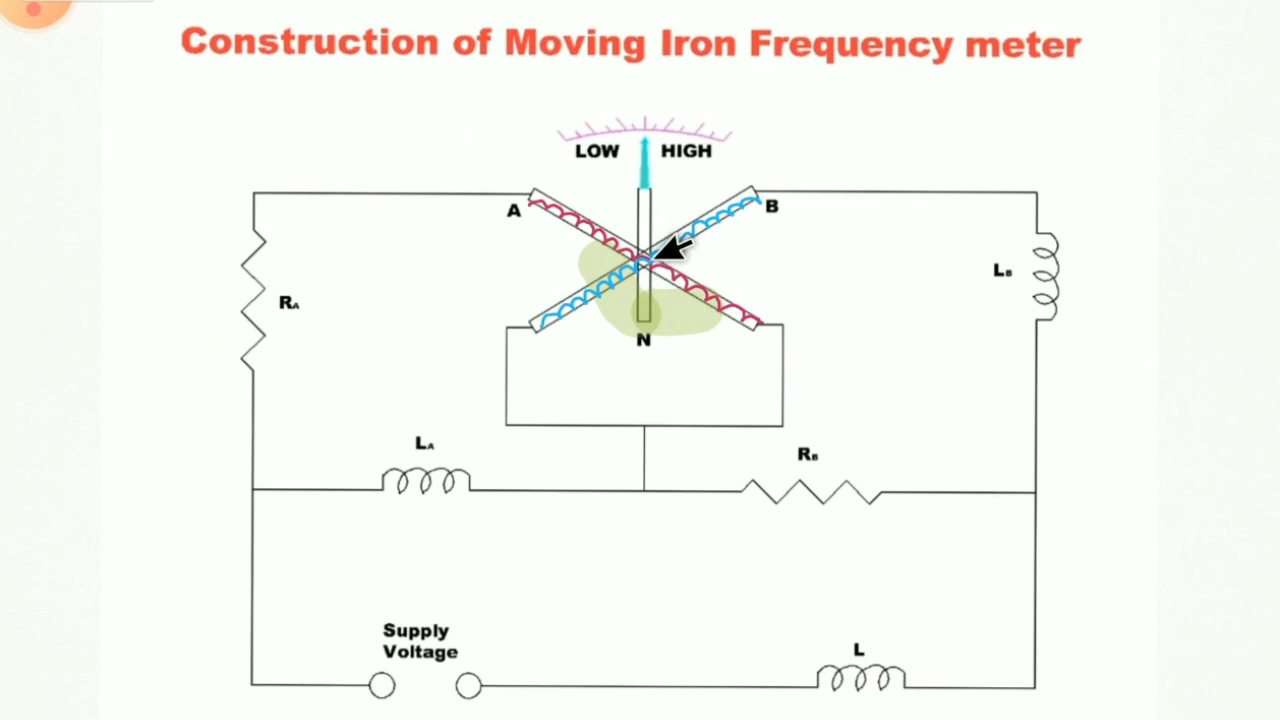 Construction of Moving Iron Frequency meter
LOW HIGH
A
B
LB
RA
N
LA
RB
Supply
Voltage
L